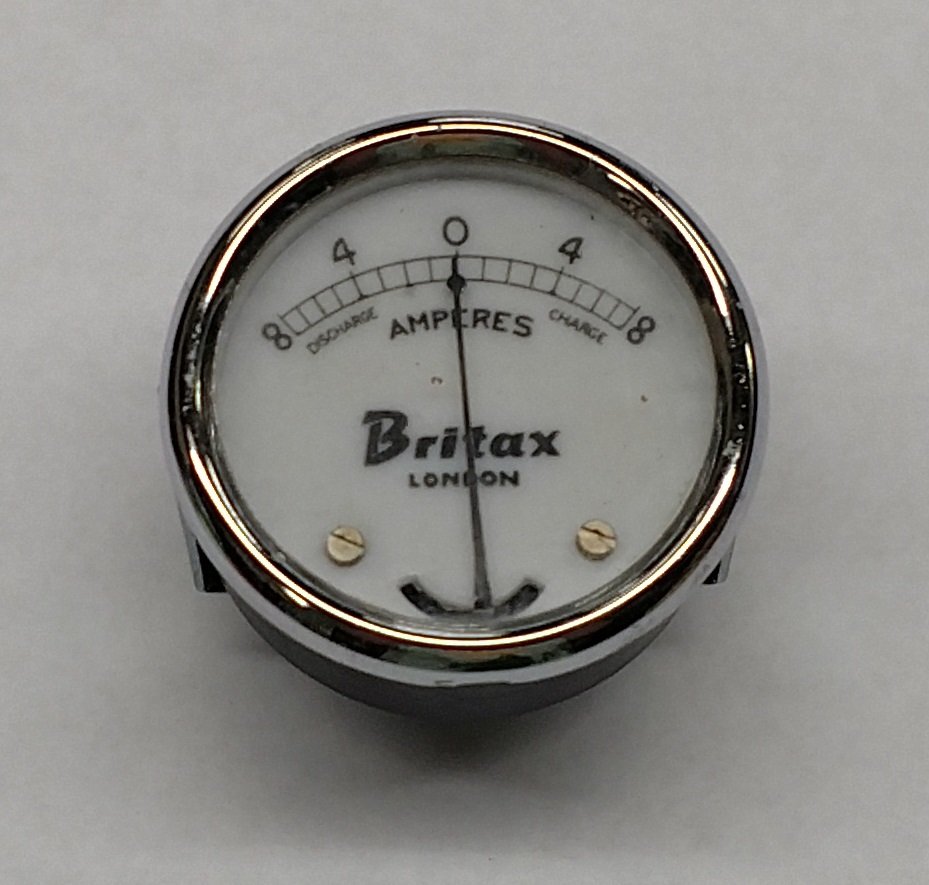 0
4 4
8 8
DISCHARGE AMPERES CHARGE
Britax
LONDON